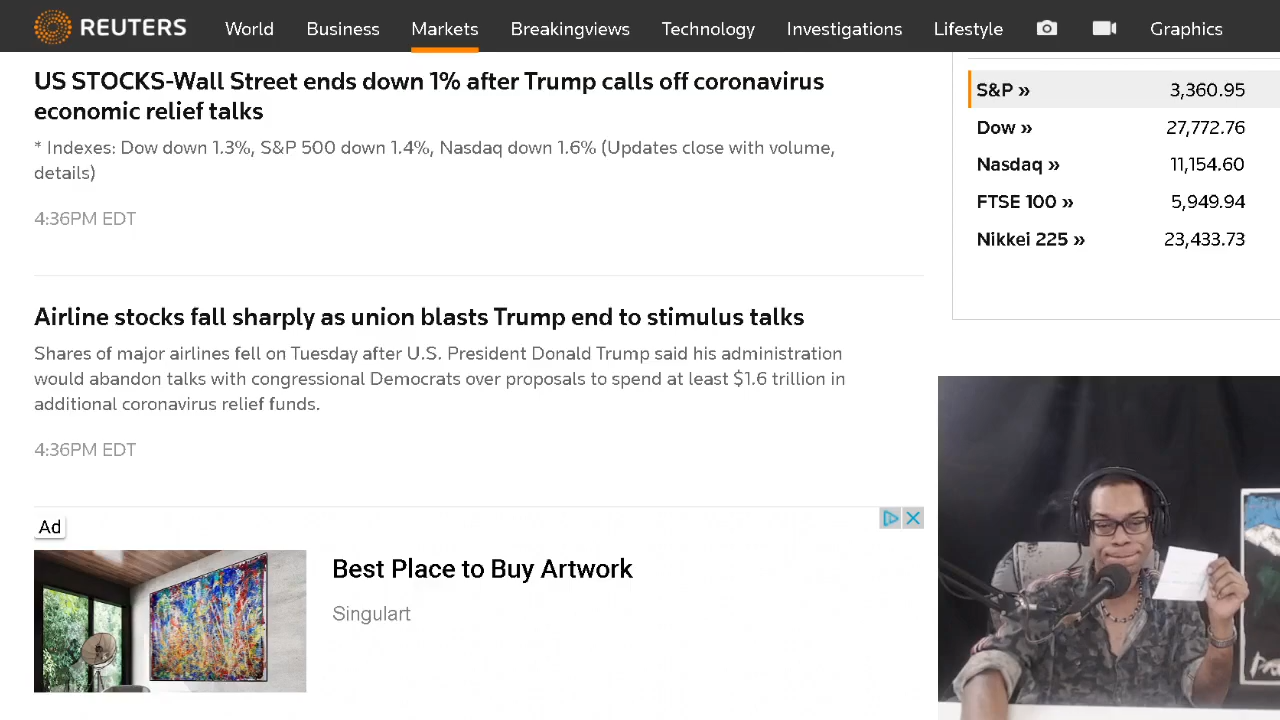 REUTERS World Business Markets Breakingviews Technology Investigations Lifestyle Graphics
US STOCKS-Wall Street ends down 1% after Trump calls off coronavirus
economic relief talks
* Indexes: Dow down 1.3%, S&P 500 down 1.4%, Nasdaq down 1.6% (Updates close with volume,
details)
4:36PM EDT
Airline stocks fall sharply as union blasts Trump end to stimulus talks
Shares of major airlines fell on Tuesday after U.S. President Donald Trump said his administration
would abandon talks with congressional Democrats over proposals to spend at least $1.6 trillion in
additional coronavirus relief funds.
4:36PM EDT
Ad
Best Place to Buy Artwork
Singulart
S&P » 3,360.95
Dow » 27,772.76
Nasdaq » 11,154.60
FTSE 100 » 5,949.94
Nikkei 225 » 23,433.73